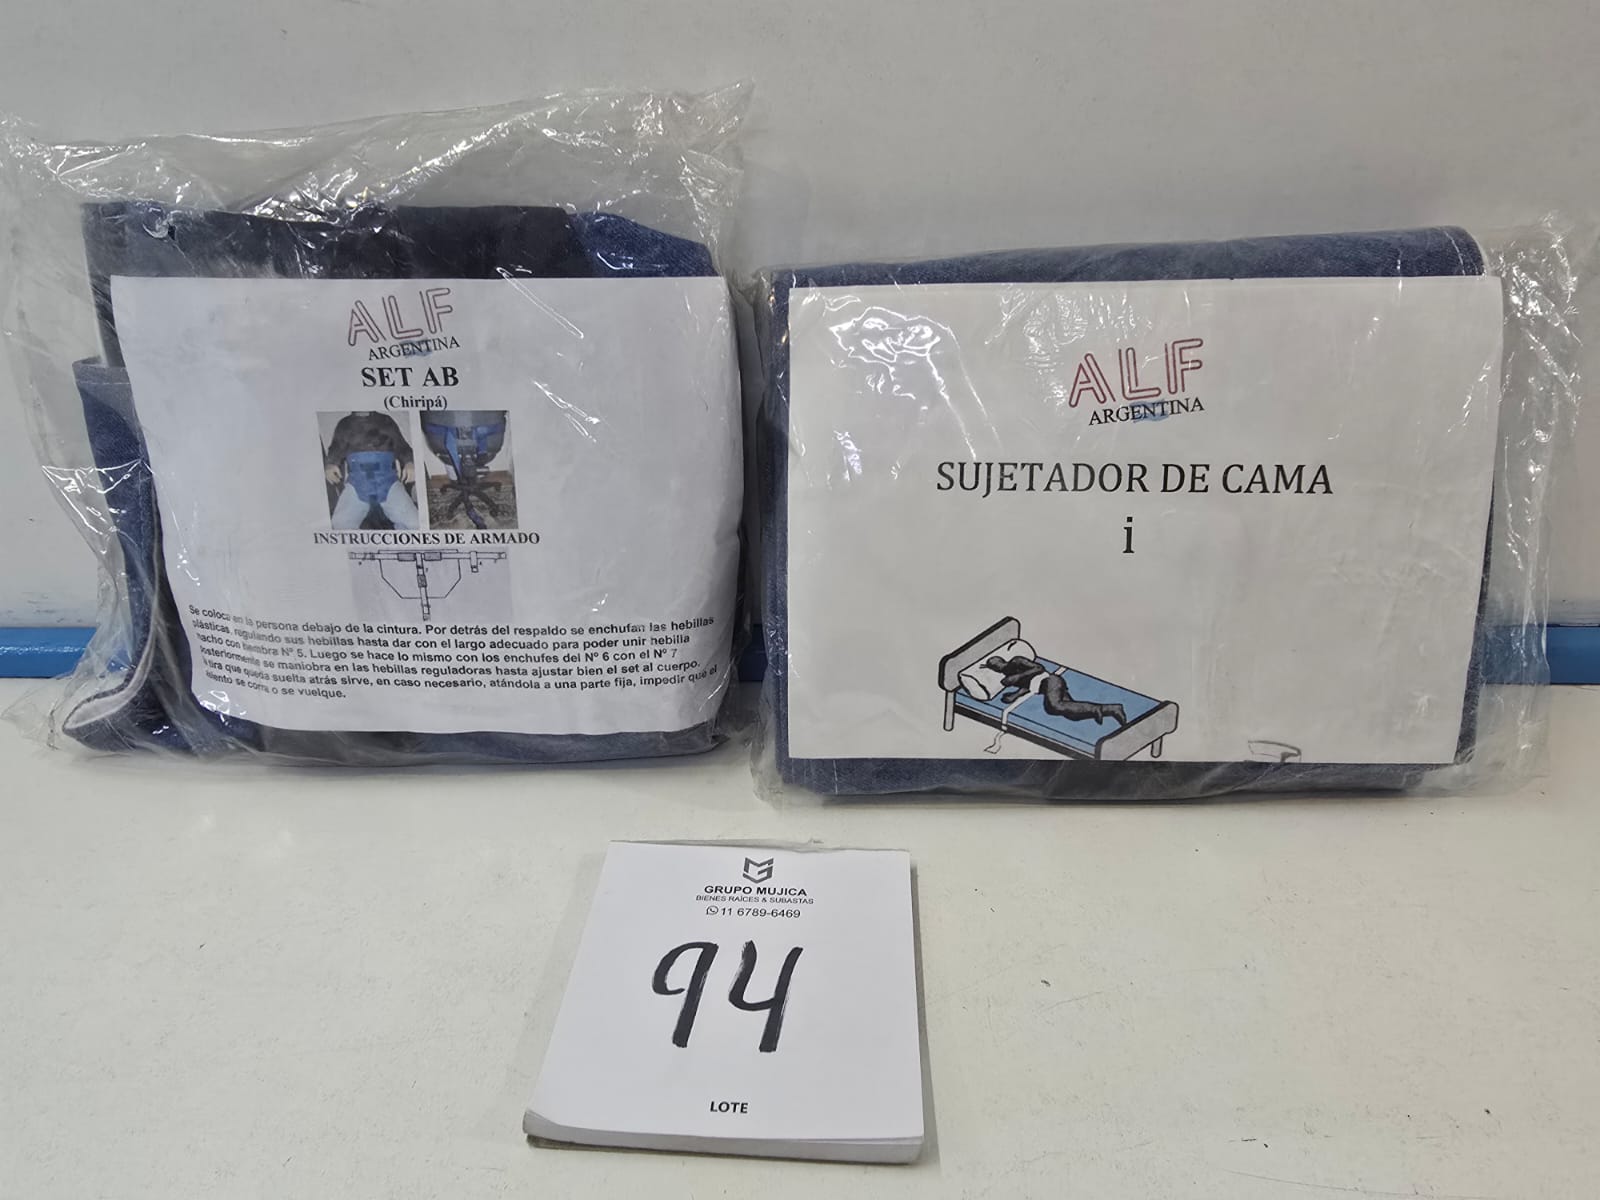 ALF
ARGENTINA
SET AB
(Chiripá)
INSTRUCCIONES DE ARMADO
Se coloca en la persona debajo de la cintura. Por detrás del respaldo se enchufan las hebillas
plásticas, regulando sus hebillas hasta dar con el largo adecuado para poder unir hebilla
macho con hembra Nº 5. Luego se hace lo mismo con los enchufes del Nº 6 con el Nº 7
posteriormente se maniobra en las hebillas reguladoras hasta ajustar bien el set al cuerpo.
tira que queda suelta atrás sirve, en caso necesario, atándola a una parte fija, impedir que el
asiento se corra o se vuelque.
ALF
ARGENTINA
SUJETADOR DE CAMA
i
GRUPO MUJICA
BIENES RAÍCES & SUBASTAS
11 6789-6469
94
LOTE